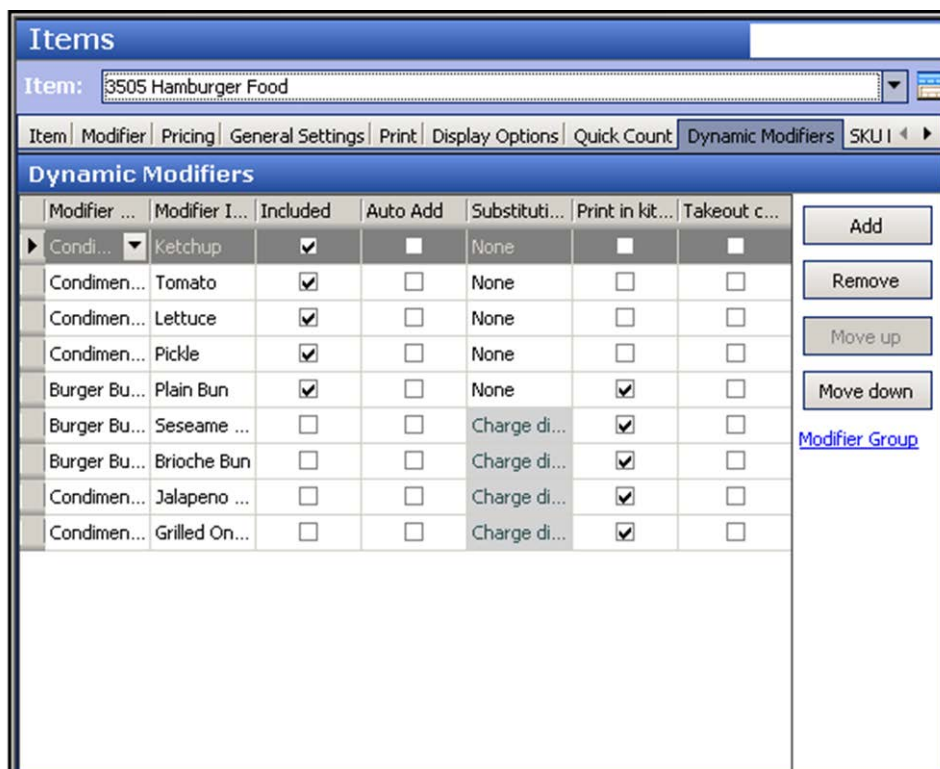 Items
Item: 3505 Hamburger Food
Item Modifier Pricing General Settings Print Display Options Quick Count Dynamic Modifiers SKU I
Dynamic Modifiers
Modifier ... Modifier I... Included Auto Add Substituti... Print in kit... Takeout c... Add
Condi... Ketchup None
Condimen... Tomato None Remove
Condimen... Lettuce None Move up
Condimen... Pickle None
Burger Bu... Plain Bun None Move down
Burger Bu... Seseame ... Charge di... Modifier Group
Burger Bu... Brioche Bun Charge di...
Condimen... Jalapeno ... Charge di...
Condimen... Grilled On... Charge di...